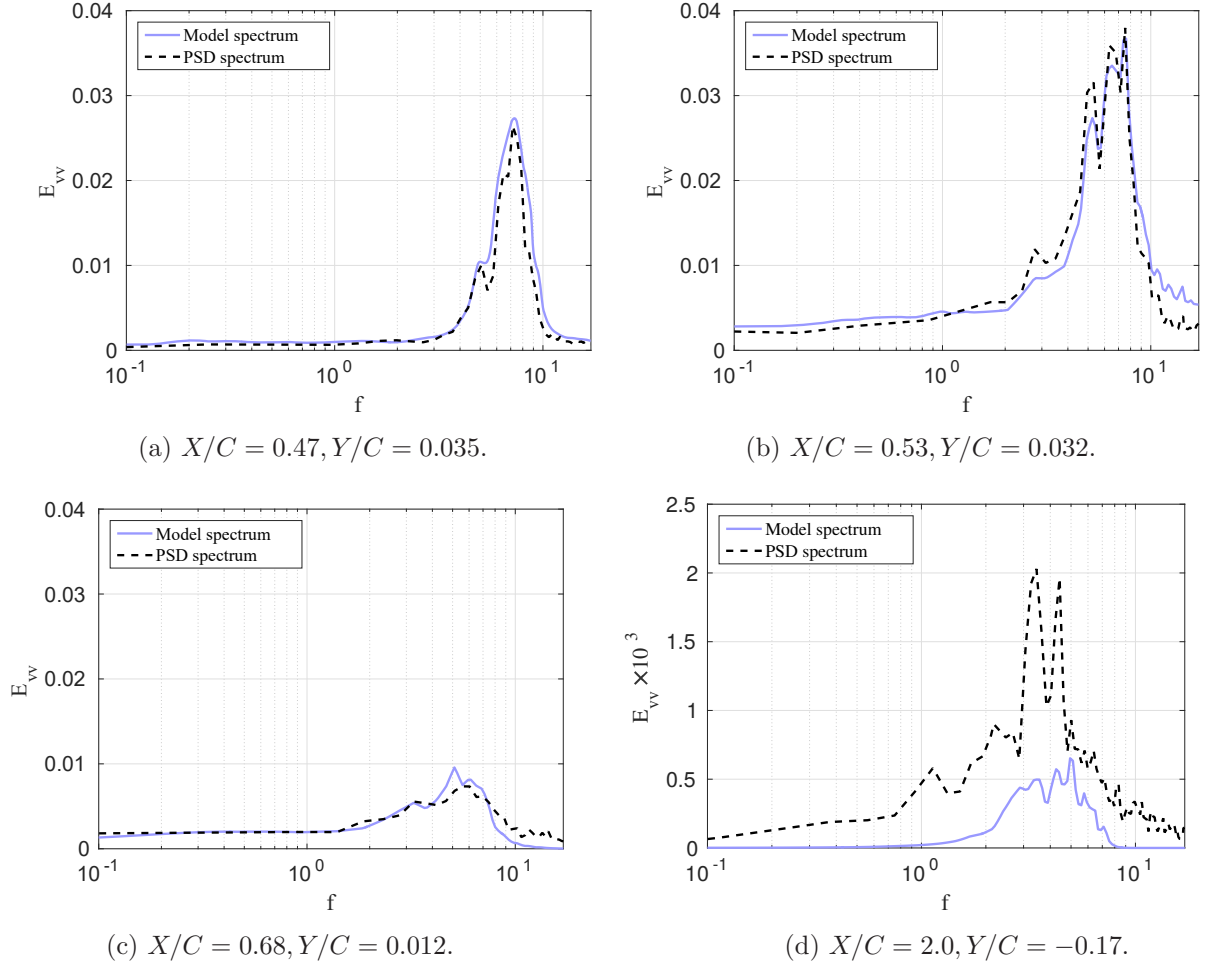 0.04
0.03
0.02
0.01
0
E_vv
Model spectrum
PSD spectrum
10^-1
10^0
10^1
f
(a) X/C = 0.47, Y/C = 0.035.
0.04
0.03
0.02
0.01
0
E_vv
Model spectrum
PSD spectrum
10^-1
10^0
10^1
f
(b) X/C = 0.53, Y/C = 0.032.
0.04
0.03
0.02
0.01
0
E_vv
Model spectrum
PSD spectrum
10^-1
10^0
10^1
f
(c) X/C = 0.68, Y/C = 0.012.
2.5
2
1.5
1
0.5
0
E_vv ×10^3
Model spectrum
PSD spectrum
10^-1
10^0
10^1
f
(d) X/C = 2.0, Y/C = −0.17.